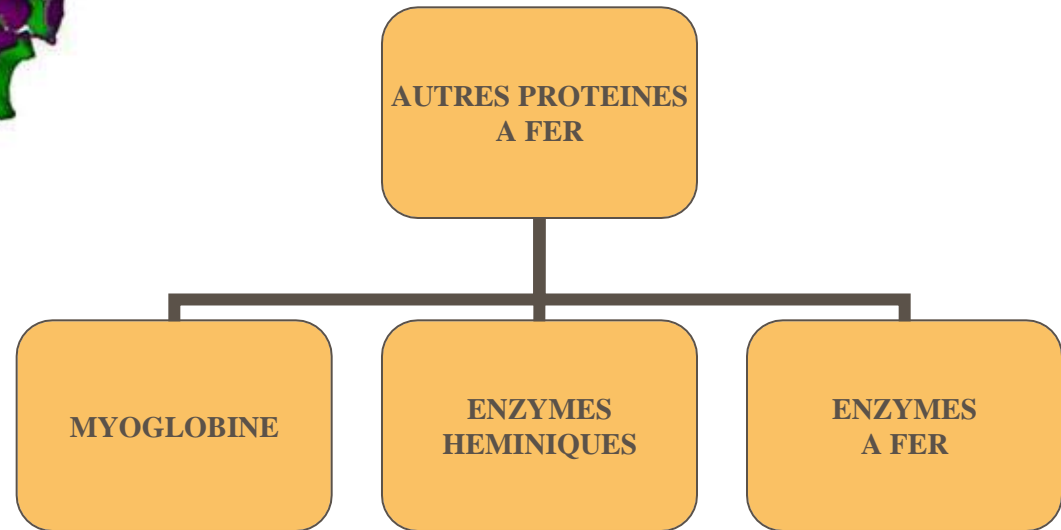 AUTRES PROTEINES
A FER
MYOGLOBINE
ENZYMES
HEMINIQUES
ENZYMES
A FER